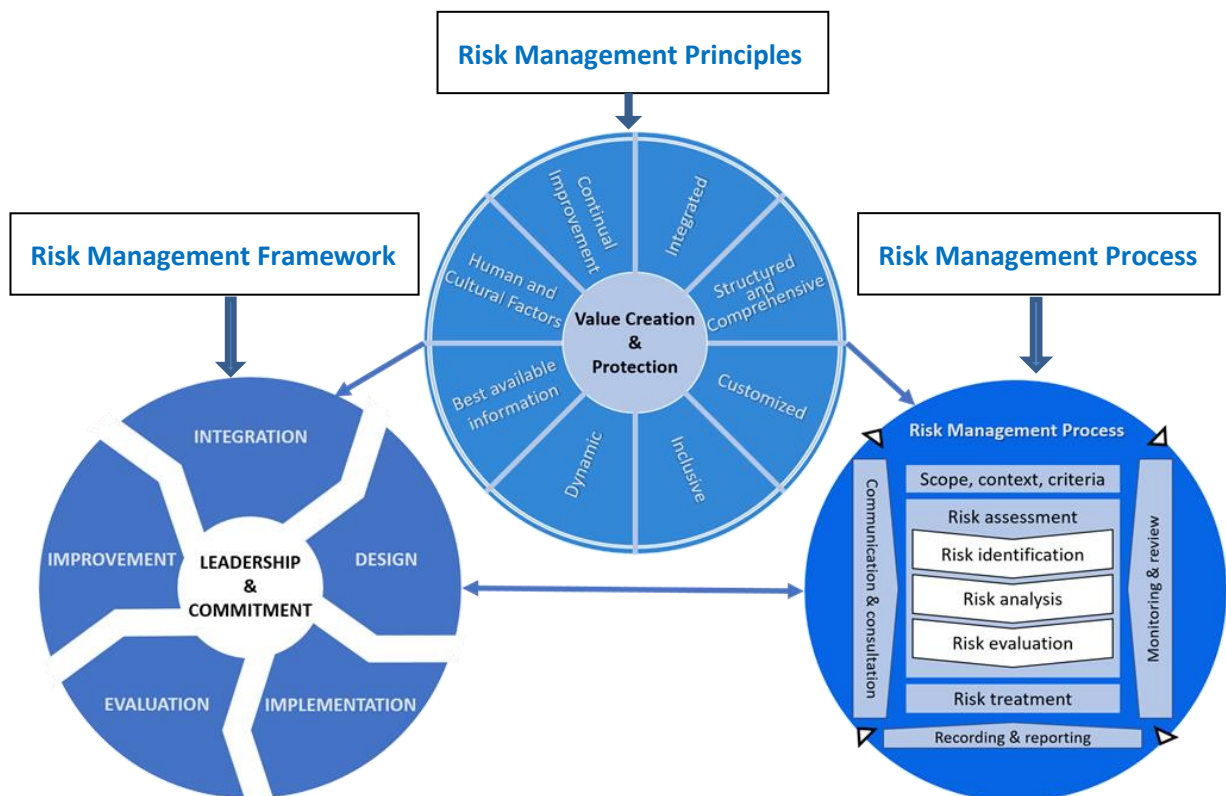 Risk Management Principles
Risk Management Framework
Risk Management Process
Continual
Improvement
Integrated
Human and
Cultural Factors
Structured
and
Comprehensive
Value Creation
&
Protection
Best available
information
Customized
Dynamic
Inclusive
INTEGRATION
IMPROVEMENT
DESIGN
LEADERSHIP
&
COMMITMENT
EVALUATION
IMPLEMENTATION
Risk Management Process
Scope, context, criteria
Risk assessment
Risk identification
Risk analysis
Risk evaluation
Risk treatment
Communication & consultation
Monitoring & review
Recording & reporting